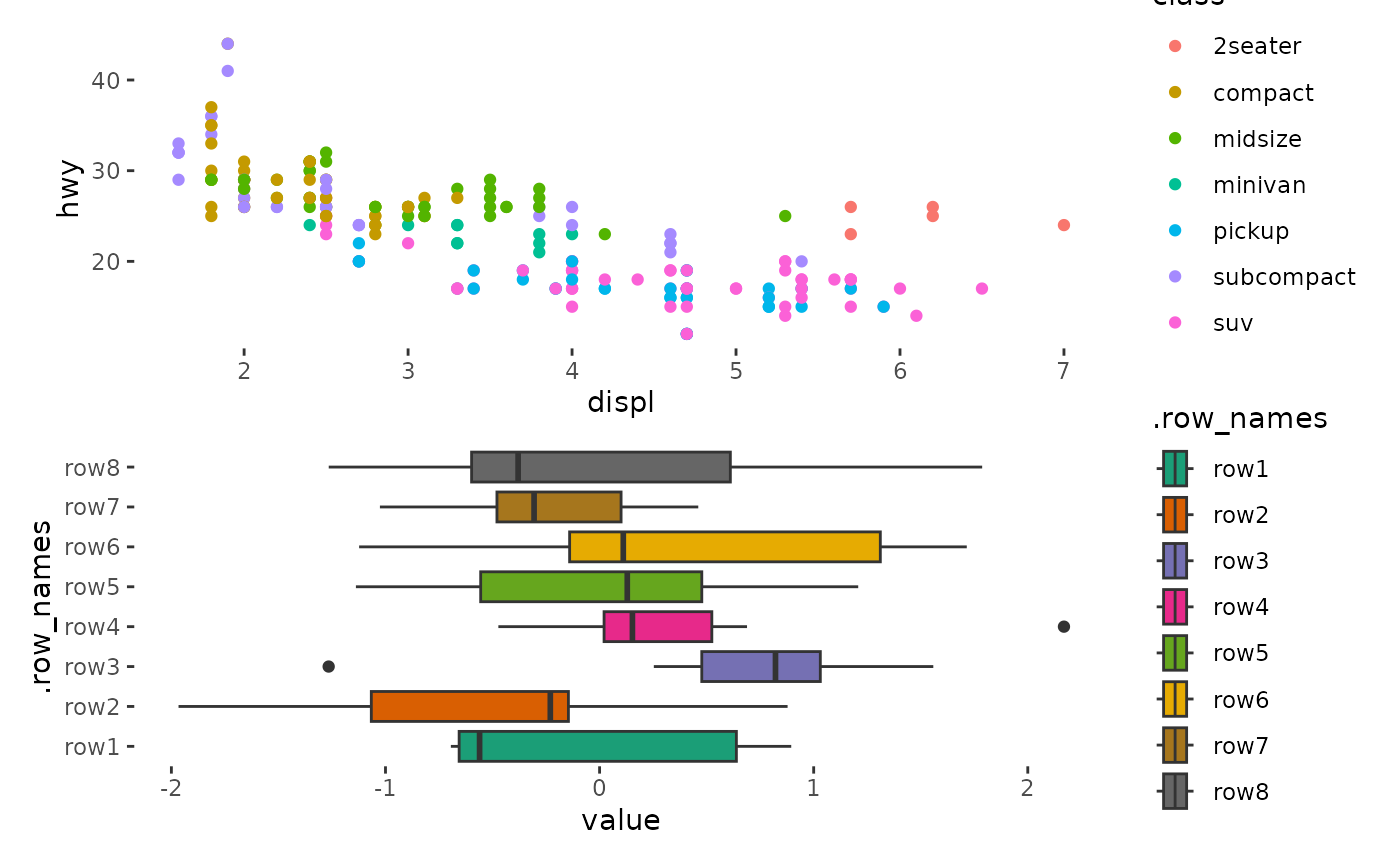 class
2seater
compact
midsize
minivan
pickup
subcompact
suv
hwy
40
30
20
2 3 4 5 6 7
displ
.row_names
row8
row7
row6
row5
row4
row3
row2
row1
-2 -1 0 1 2
value
.row_names
row1
row2
row3
row4
row5
row6
row7
row8